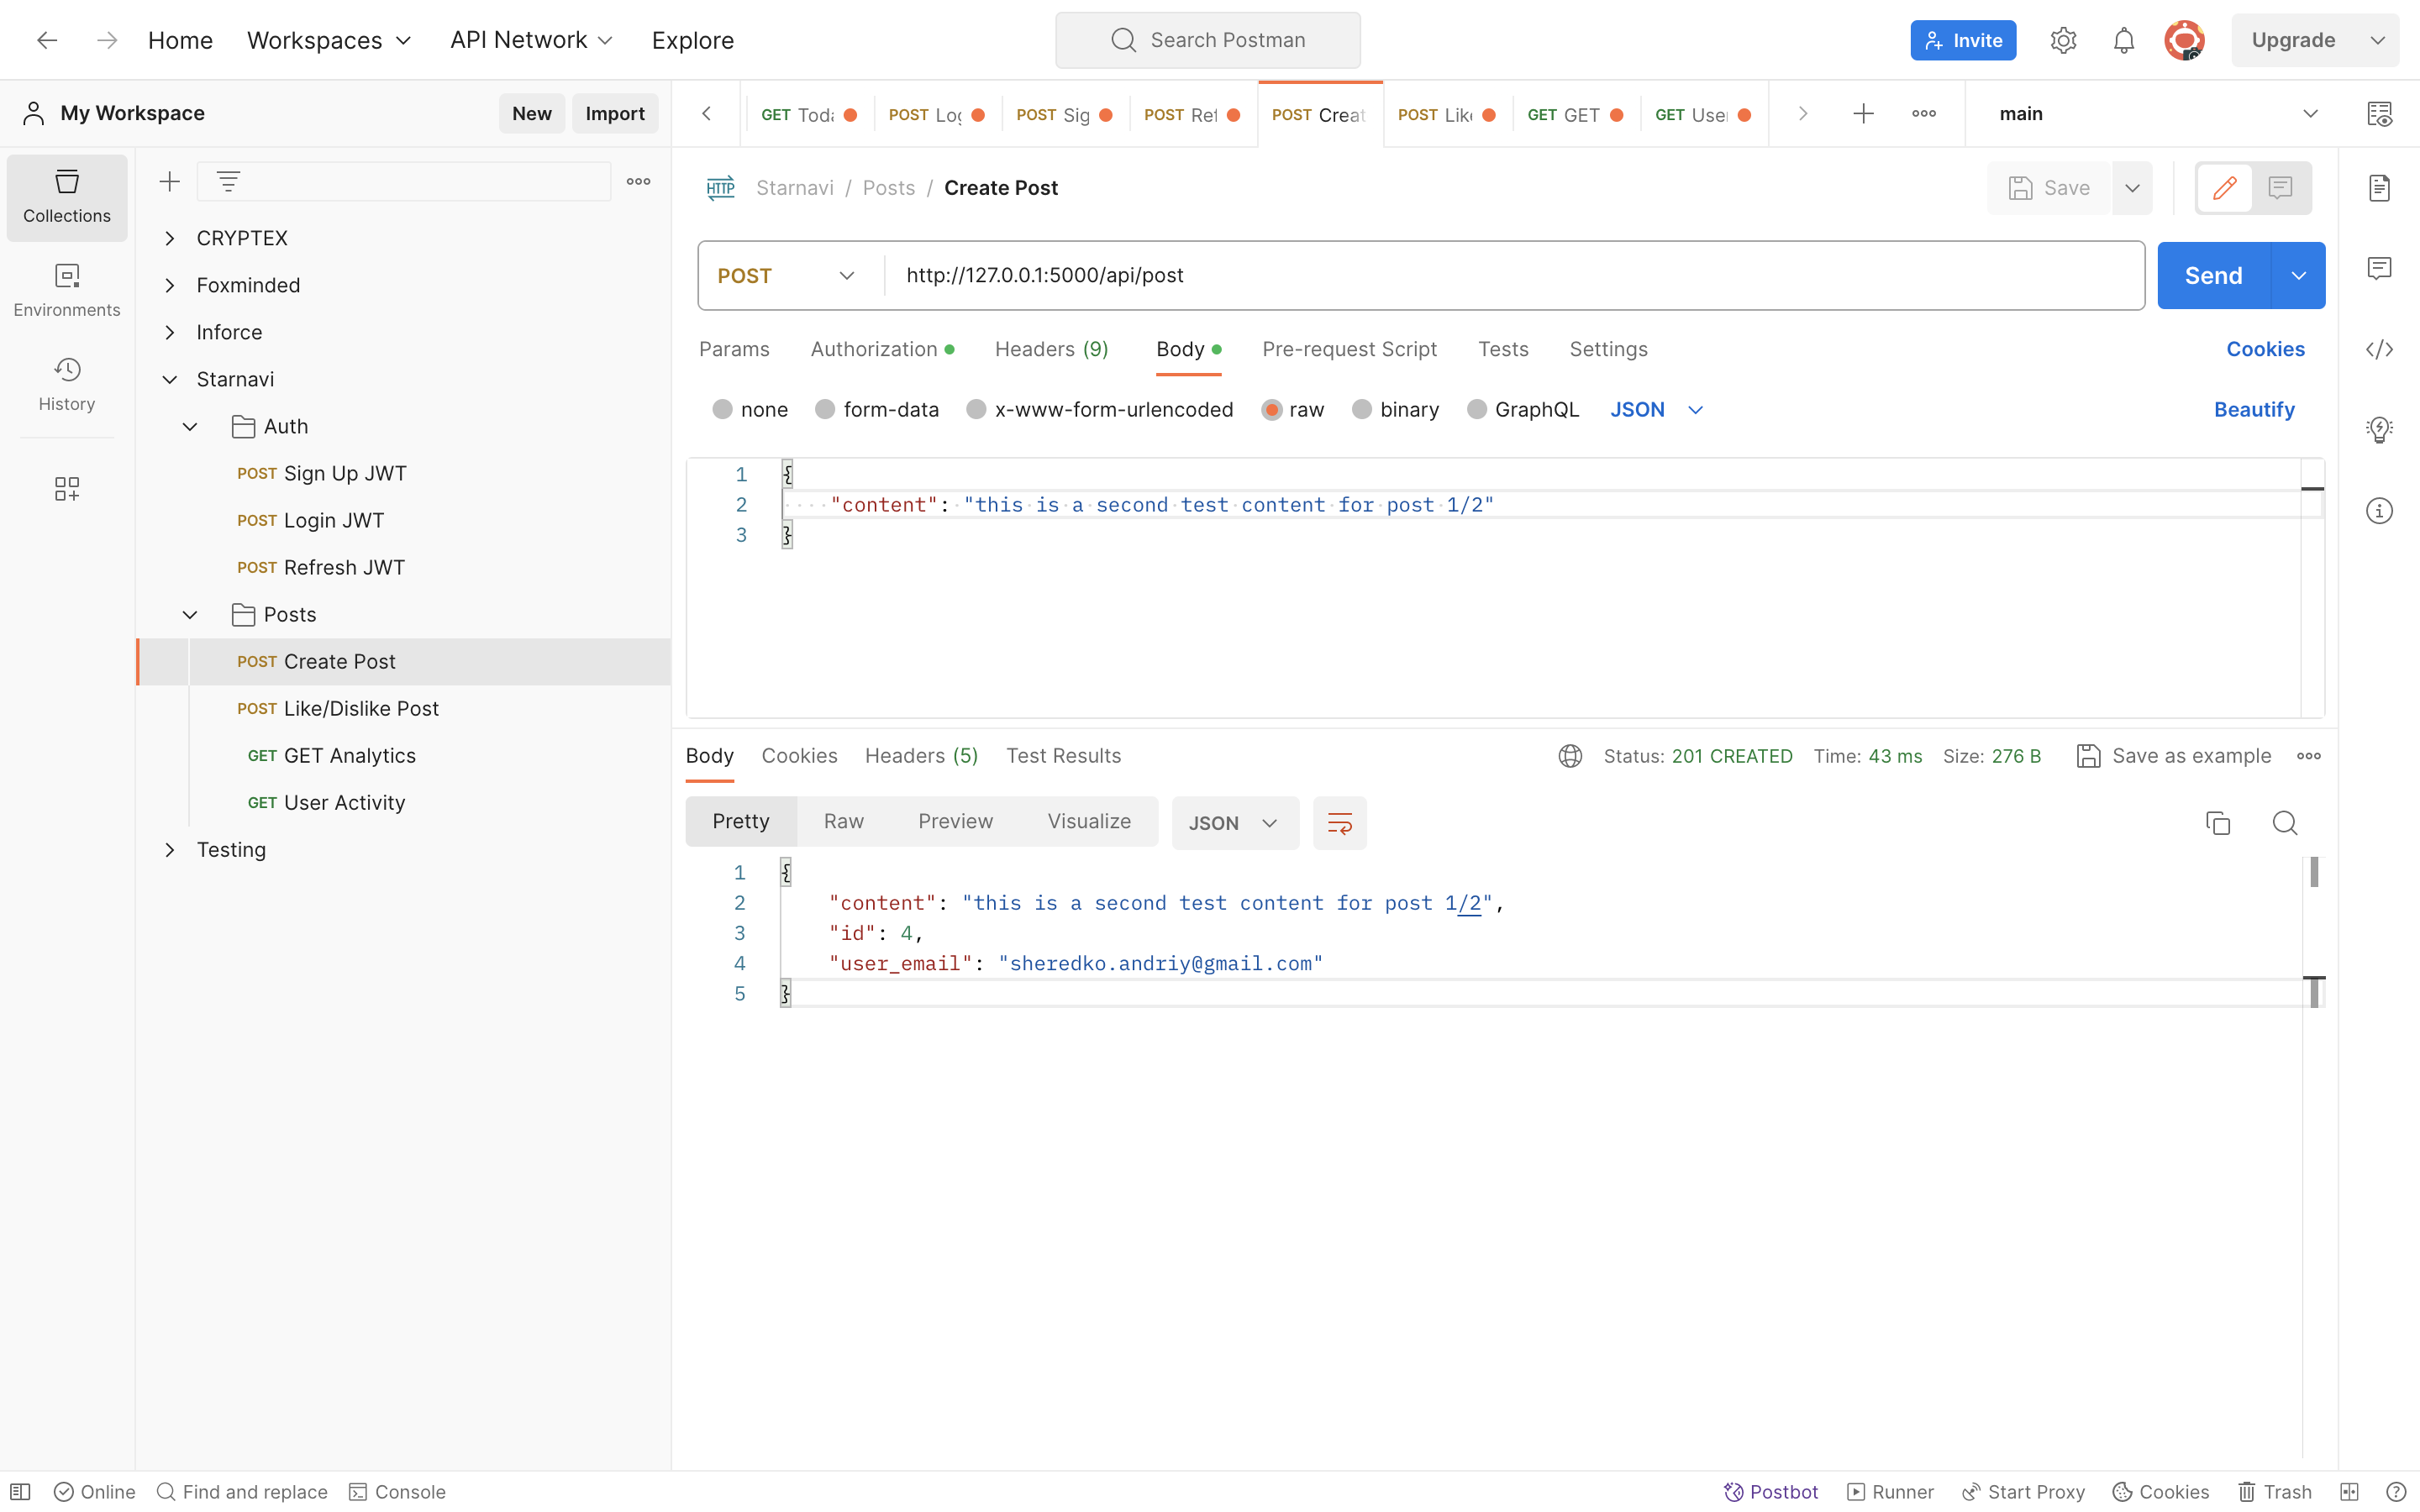 Home Workspaces API Network Explore Search Postman Invite Upgrade
My Workspace New Import
GET Toda POST Log POST Sig POST Ref POST Creat POST Like GET GET GET User main
Collections
Environments
History
CRYPTEX
Foxminded
Inforce
Starnavi
Auth
POST Sign Up JWT
POST Login JWT
POST Refresh JWT
Posts
POST Create Post
POST Like/Dislike Post
GET GET Analytics
GET User Activity
Testing
HTTP Starnavi / Posts / Create Post Save
POST http://127.0.0.1:5000/api/post Send
Params Authorization Headers (9) Body Pre-request Script Tests Settings Cookies
none form-data x-www-form-urlencoded raw binary GraphQL JSON Beautify
1 {
2 "content": "this is a second test content for post 1/2"
3 }
Body Cookies Headers (5) Test Results Status: 201 CREATED Time: 43 ms Size: 276 B Save as example
Pretty Raw Preview Visualize JSON
1 {
2 "content": "this is a second test content for post 1/2",
3 "id": 4,
4 "user_email": "sheredko.andriy@gmail.com"
5 }
Online Find and replace Console Postbot Runner Start Proxy Cookies Trash